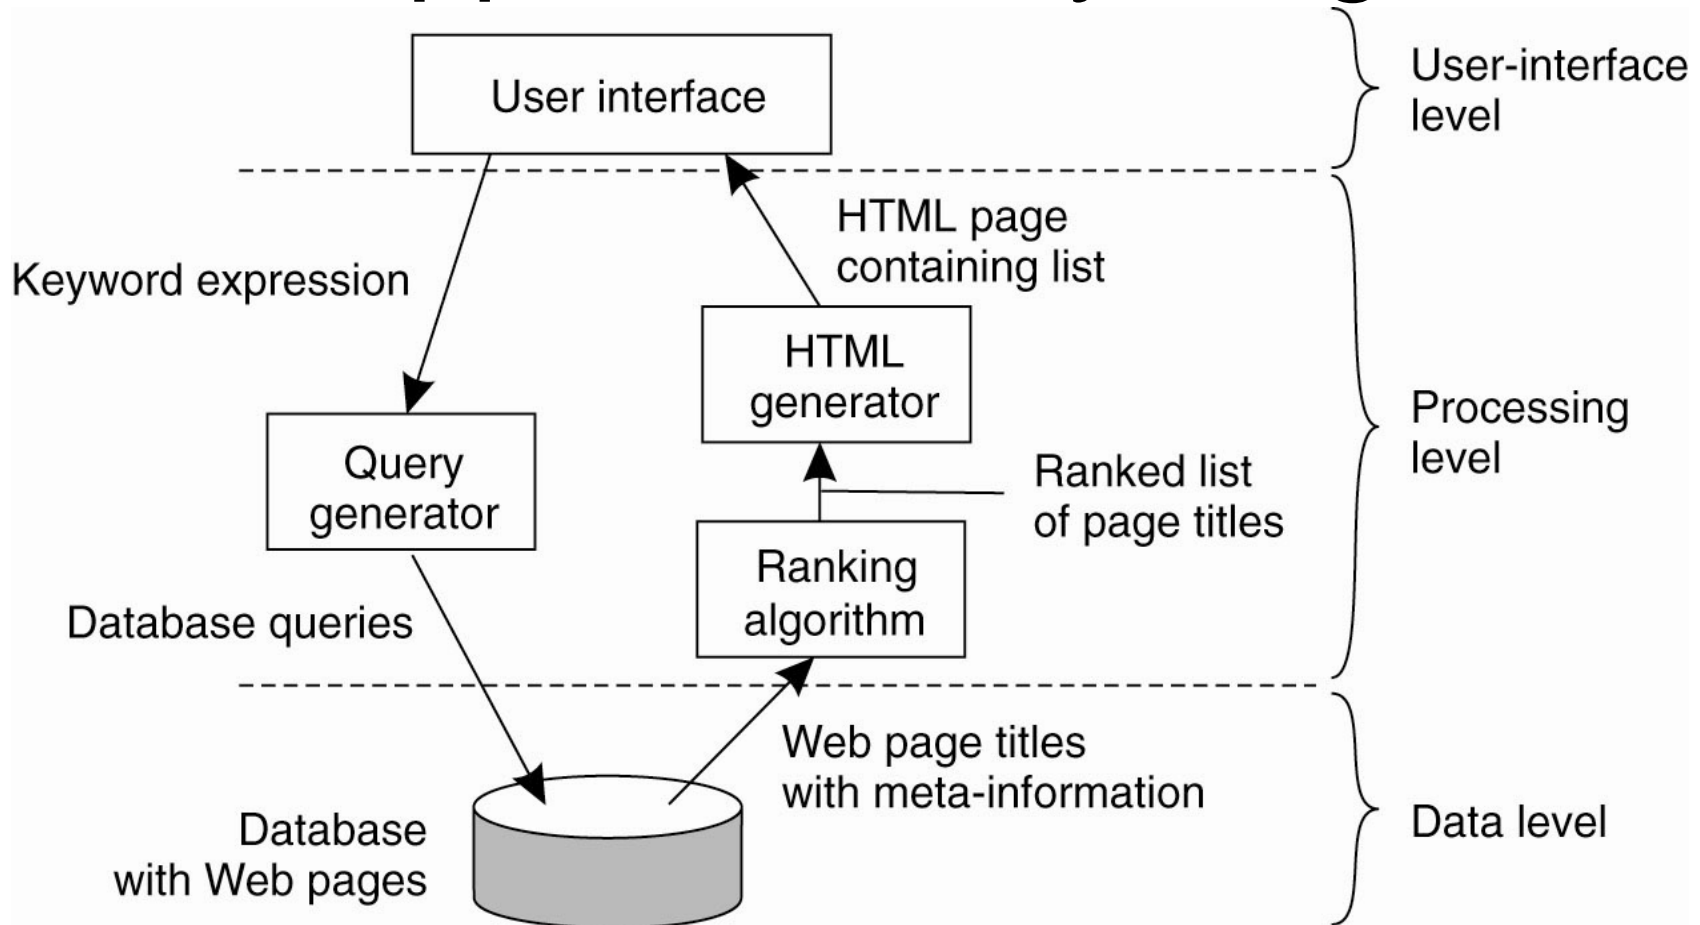 User interface
User-interface
level
HTML page
containing list
Keyword expression
HTML
generator
Processing
level
Query
generator
Ranked list
of page titles
Ranking
algorithm
Database queries
Web page titles
with meta-information
Database
with Web pages
Data level